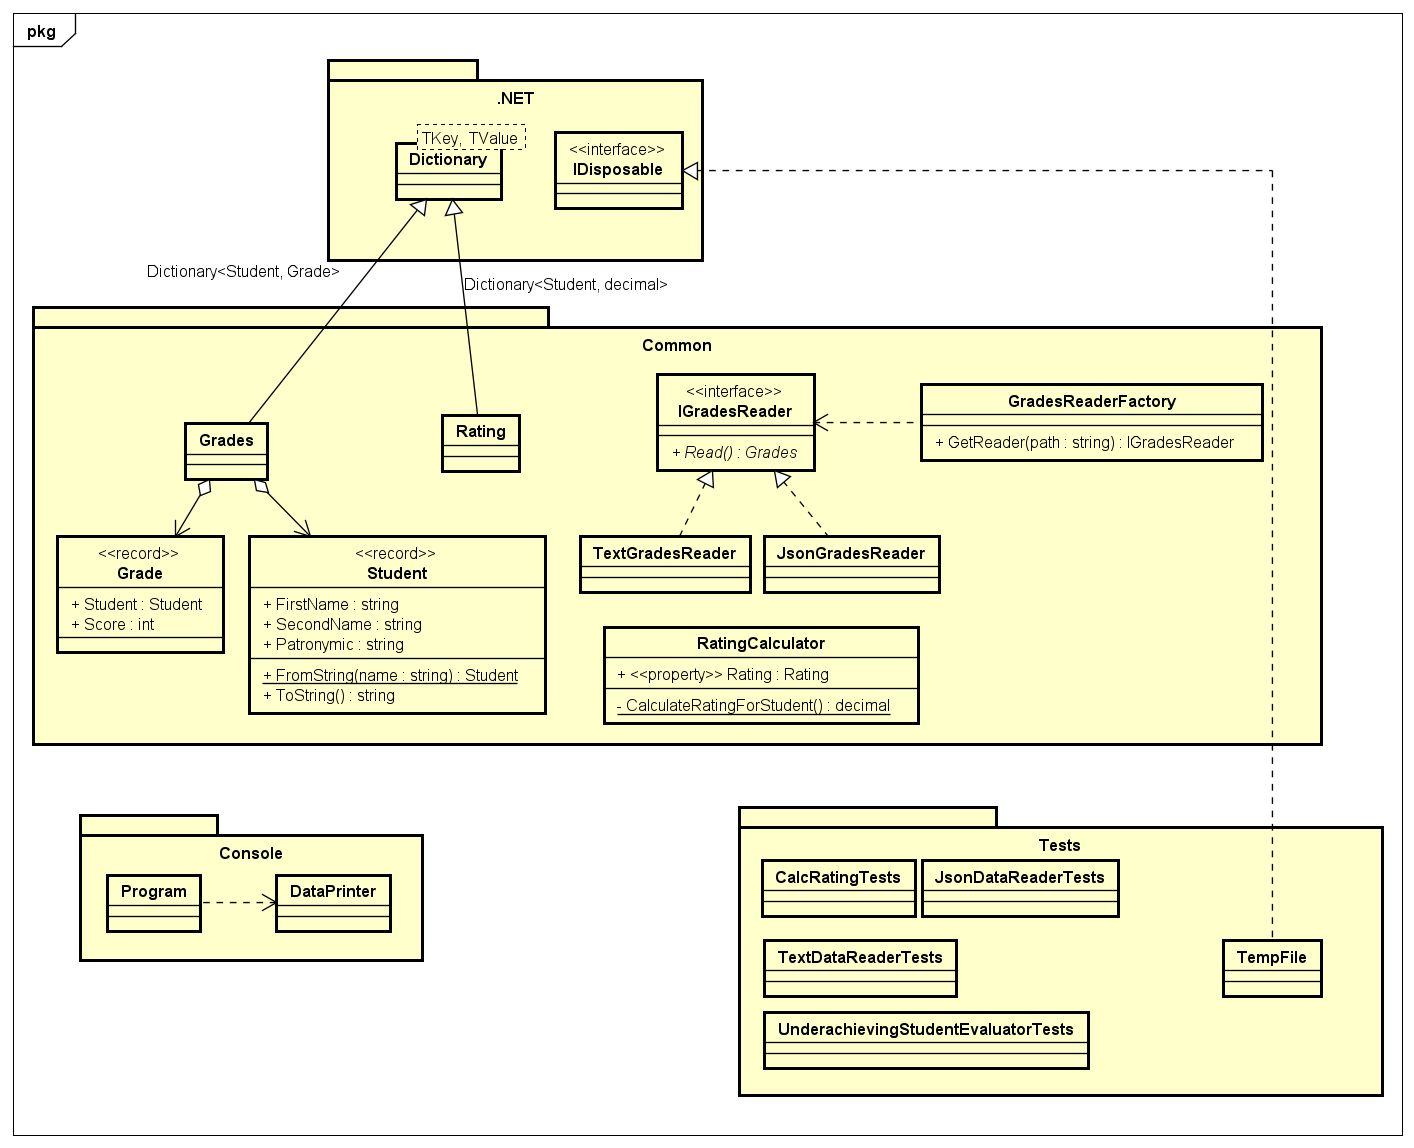 pkg
.NET
TKey, TValue
Dictionary
<<interface>>
IDisposable
Dictionary<Student, Grade>
Dictionary<Student, decimal>
Common
Grades
Rating
<<interface>>
IGradesReader
+ Read() : Grades
GradesReaderFactory
+ GetReader(path : string) : IGradesReader
<<record>>
Grade
+ Student : Student
+ Score : int
<<record>>
Student
+ FirstName : string
+ SecondName : string
+ Patronymic : string
+ FromString(name : string) : Student
+ ToString() : string
TextGradesReader
JsonGradesReader
RatingCalculator
+ <<property>> Rating : Rating
- CalculateRatingForStudent() : decimal
Console
Program
DataPrinter
Tests
CalcRatingTests
JsonDataReaderTests
TextDataReaderTests
TempFile
UnderachievingStudentEvaluatorTests